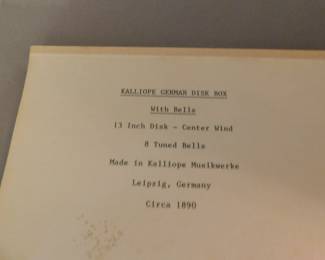 KALLIOPE GERMAN DISK BOX
With Bells
13 Inch Disk - Center Wind
8 Tuned Bells
Made in Kalliope Musikwerke
Leipzig, Germany
Circa 1890